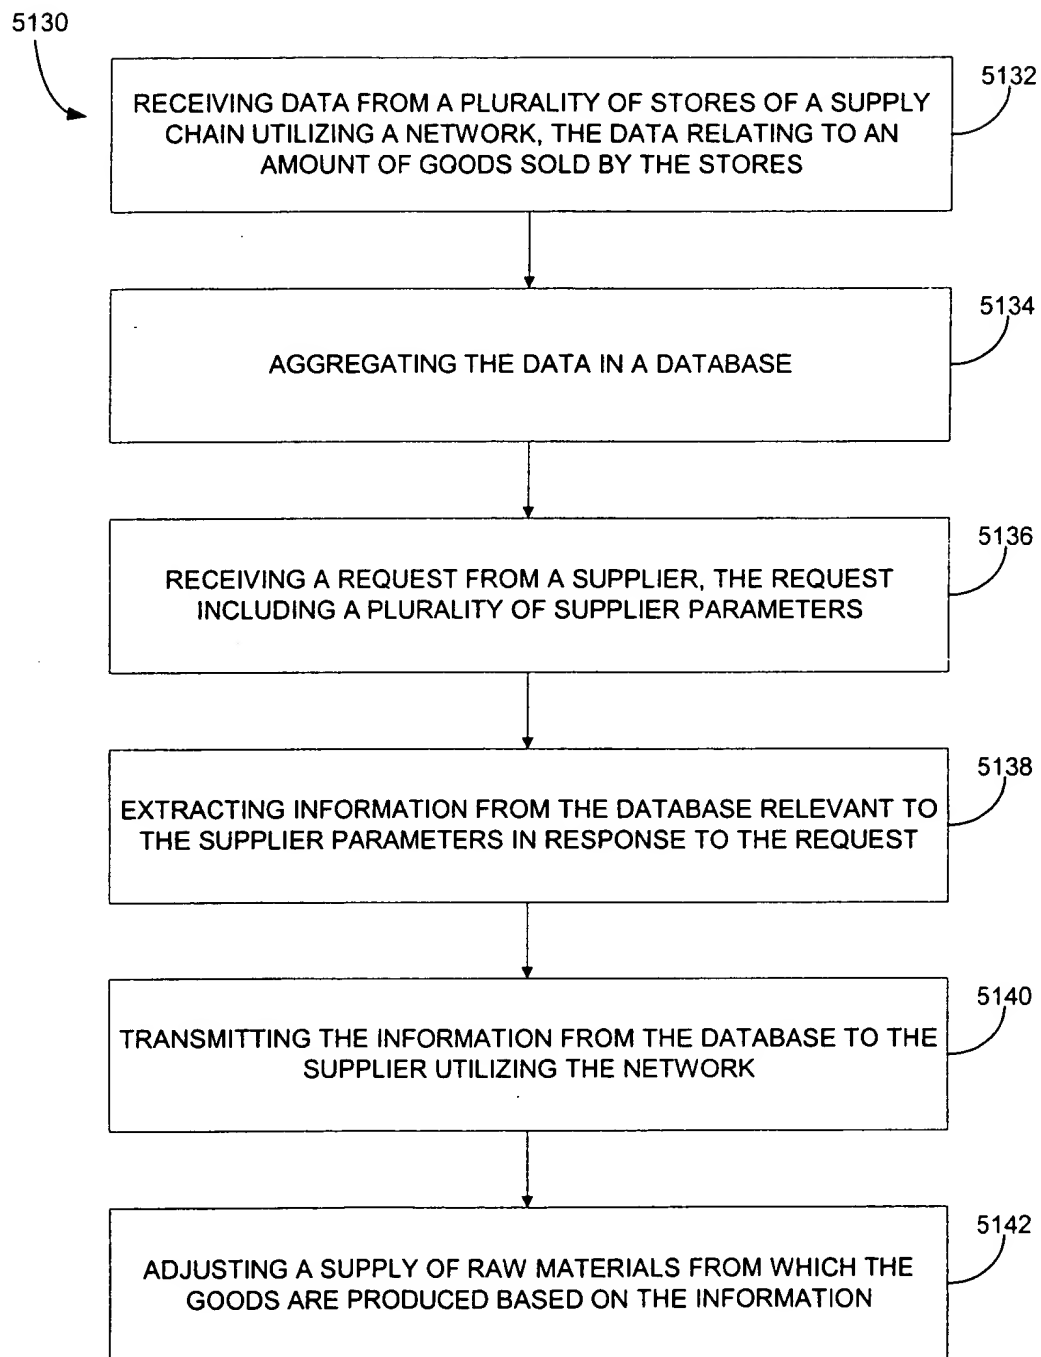 5130
5132
RECEIVING DATA FROM A PLURALITY OF STORES OF A SUPPLY
CHAIN UTILIZING A NETWORK, THE DATA RELATING TO AN
AMOUNT OF GOODS SOLD BY THE STORES
5134
AGGREGATING THE DATA IN A DATABASE
5136
RECEIVING A REQUEST FROM A SUPPLIER, THE REQUEST
INCLUDING A PLURALITY OF SUPPLIER PARAMETERS
5138
EXTRACTING INFORMATION FROM THE DATABASE RELEVANT TO
THE SUPPLIER PARAMETERS IN RESPONSE TO THE REQUEST
5140
TRANSMITTING THE INFORMATION FROM THE DATABASE TO THE
SUPPLIER UTILIZING THE NETWORK
5142
ADJUSTING A SUPPLY OF RAW MATERIALS FROM WHICH THE
GOODS ARE PRODUCED BASED ON THE INFORMATION